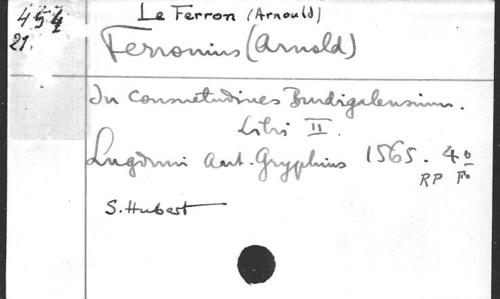 454
21.
Le Ferron (Arnould)
Ferronius (Arnold)
In Consuetudines Burdigalensium.
Libri II.
Lugduni Ant. Gryphius 1565. 4o
RP Fo
S. Hubert